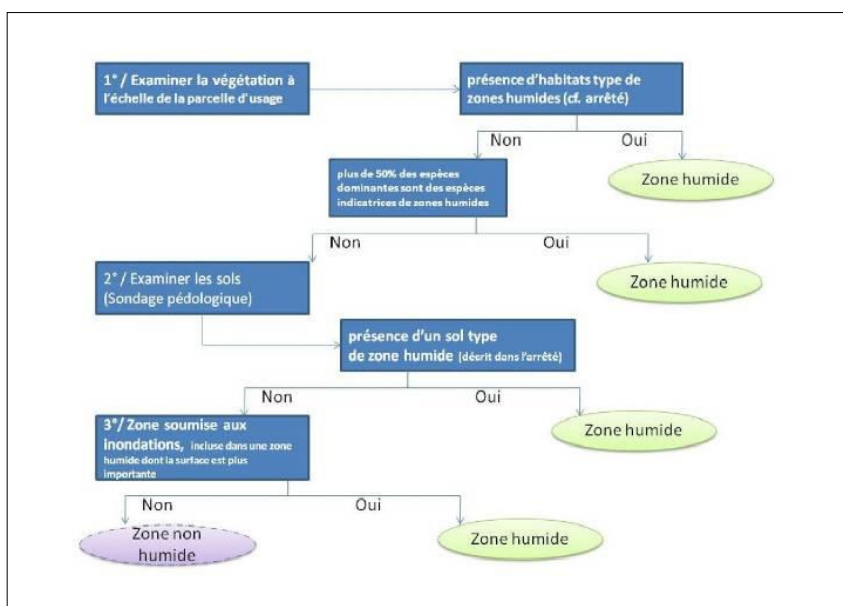 1°/ Examiner la végétation à
l'échelle de la parcelle d'usage
présence d'habitats type de
zones humides (cf. arrêté)
Non
Oui
Zone humide
plus de 50% des espèces
dominantes sont des espèces
indicatrices de zones humides
Non
Oui
Zone humide
2°/ Examiner les sols
(Sondage pédologique)
présence d'un sol type
de zone humide (décrit dans l'arrêté)
Non
Oui
Zone humide
3°/ Zone soumise aux
inondations, incluse dans une zone
humide dont la surface est plus
importante
Non
Oui
Zone non
humide
Zone humide